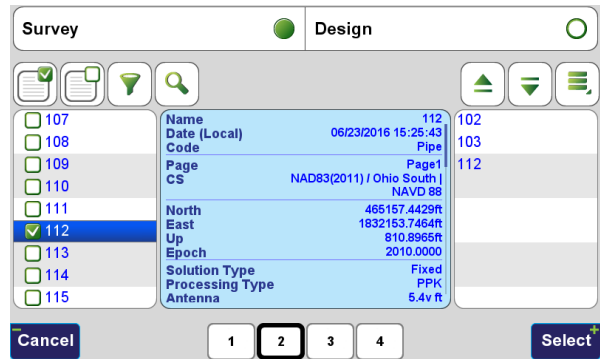 Survey
Design
107
108
109
110
111
112
113
114
115
Name 112
Date (Local) 06/23/2016 15:25:43
Code Pipe
Page Page1
CS NAD83(2011) / Ohio South |
NAVD 88
North 465157.4429ft
East 1832153.7464ft
Up 810.8965ft
Epoch 2010.0000
Solution Type Fixed
Processing Type PPK
Antenna 5.4v ft
102
103
112
Cancel
1 2 3 4
Select